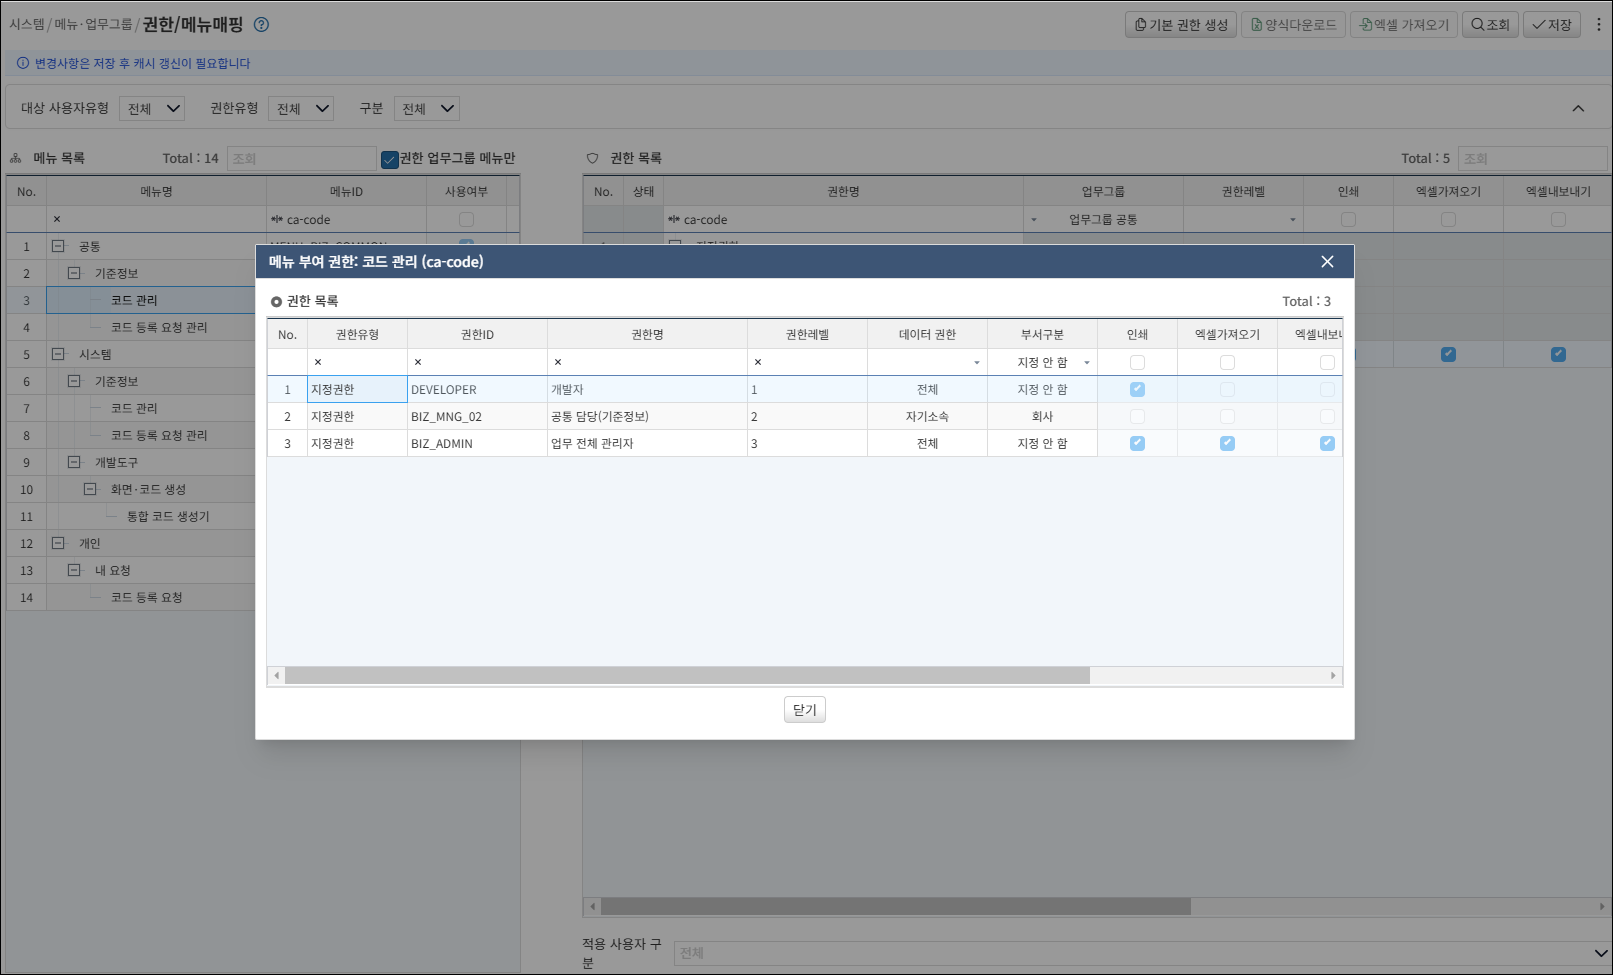 시스템 / 메뉴·업무그룹 / 권한/메뉴매핑
기본 권한 생성 양식다운로드 엑셀 가져오기 조회 저장
변경사항은 저장 후 캐시 갱신이 필요합니다
대상 사용자유형 전체 권한유형 전체 구분 전체
메뉴 목록 Total : 14 조회 권한 업무그룹 메뉴만
No. 메뉴명 메뉴ID 사용여부
ca-code
1 공통
2 기준정보
3 코드 관리
4 코드 등록 요청 관리
5 시스템
6 기준정보
7 코드 관리
8 코드 등록 요청 관리
9 개발도구
10 화면·코드 생성
11 통합 코드 생성기
12 개인
13 내 요청
14 코드 등록 요청
권한 목록 Total : 5 조회
No. 상태 권한명 업무그룹 권한레벨 인쇄 엑셀가져오기 엑셀내보내기
ca-code 업무그룹 공통
메뉴 부여 권한: 코드 관리 (ca-code)
권한 목록 Total : 3
No. 권한유형 권한ID 권한명 권한레벨 데이터 권한 부서구분 인쇄 엑셀가져오기 엑셀내보
지정 안 함
1 지정권한 DEVELOPER 개발자 1 전체 지정 안 함
2 지정권한 BIZ_MNG_02 공통 담당(기준정보) 2 자기소속 회사
3 지정권한 BIZ_ADMIN 업무 전체 관리자 3 전체 지정 안 함
닫기
적용 사용자 구
분
전체